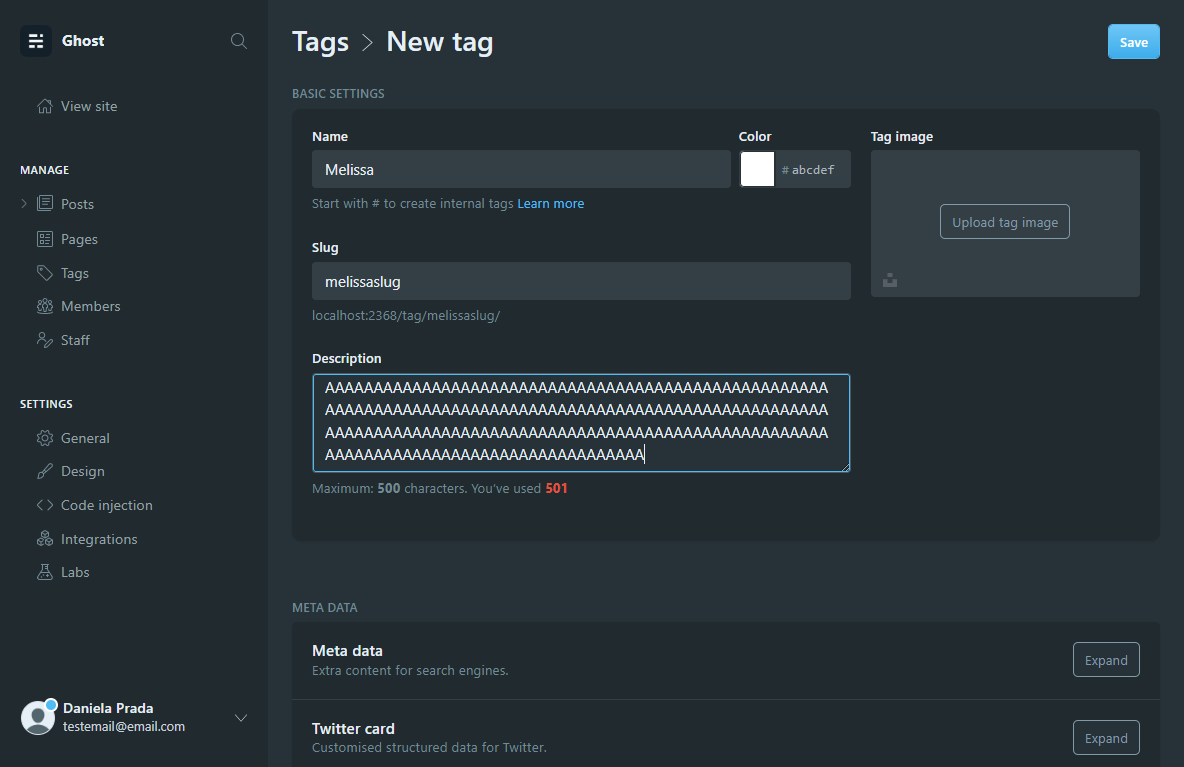 Ghost
View site
MANAGE
Posts
Pages
Tags
Members
Staff
SETTINGS
General
Design
Code injection
Integrations
Labs
Daniela Prada
testemail@email.com
Tags > New tag
Save
BASIC SETTINGS
Name
Melissa
Start with # to create internal tags Learn more
Color
# abcdef
Tag image
Upload tag image
Slug
melissaslug
localhost:2368/tag/melissaslug/
Description
AAAAAAAAAAAAAAAAAAAAAAAAAAAAAAAAAAAAAAAAAAAAAAAAAAAA
AAAAAAAAAAAAAAAAAAAAAAAAAAAAAAAAAAAAAAAAAAAAAAAAAAAA
AAAAAAAAAAAAAAAAAAAAAAAAAAAAAAAAAAAAAAAAAAAAAAAAAAAA
AAAAAAAAAAAAAAAAAAAAAAAAAAAAAAAAA
Maximum: 500 characters. You've used 501
META DATA
Meta data
Extra content for search engines.
Expand
Twitter card
Customised structured data for Twitter.
Expand